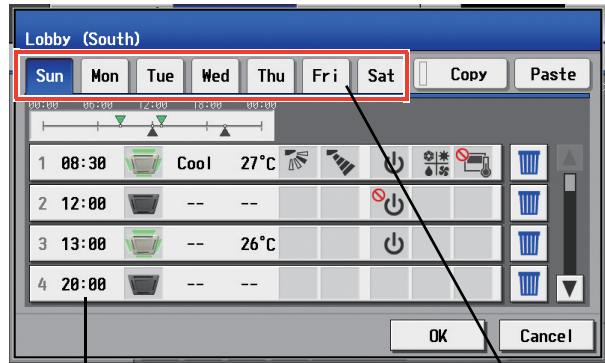 Lobby (South)
Sun Mon Tue Wed Thu Fri Sat Copy Paste
00:00 06:00 12:00 18:00 00:00
1 08:30 Cool 27°C
2 12:00 -- --
3 13:00 -- 26°C
4 20:00 -- --
OK Cancel